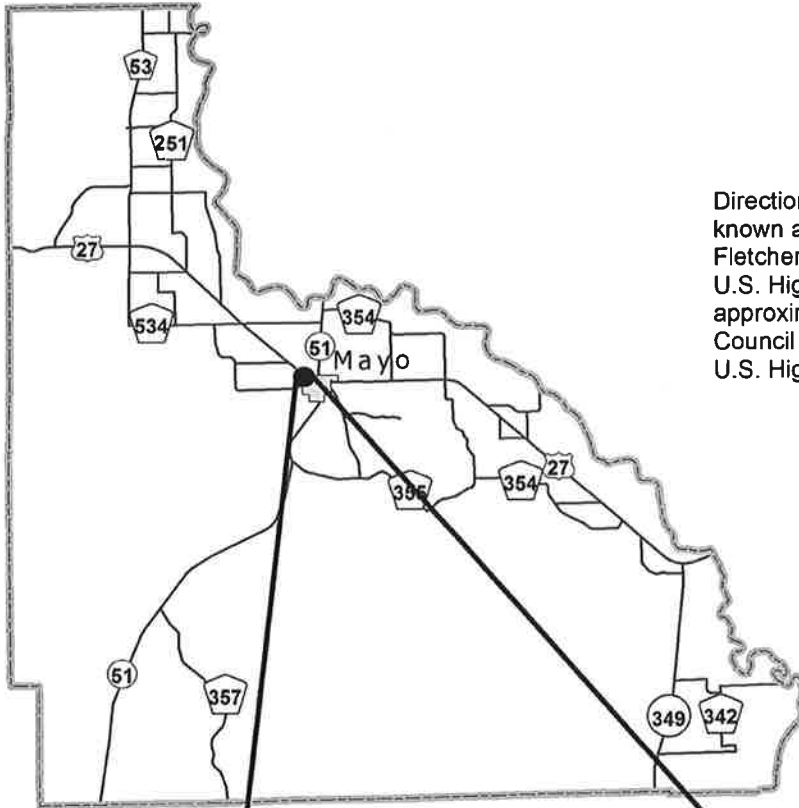 53
251
27
534
354
51
Mayo
355
354
27
51
357
349
342
Direction
known a
Fletcher
U.S. Hig
approxin
Council
U.S. Hig